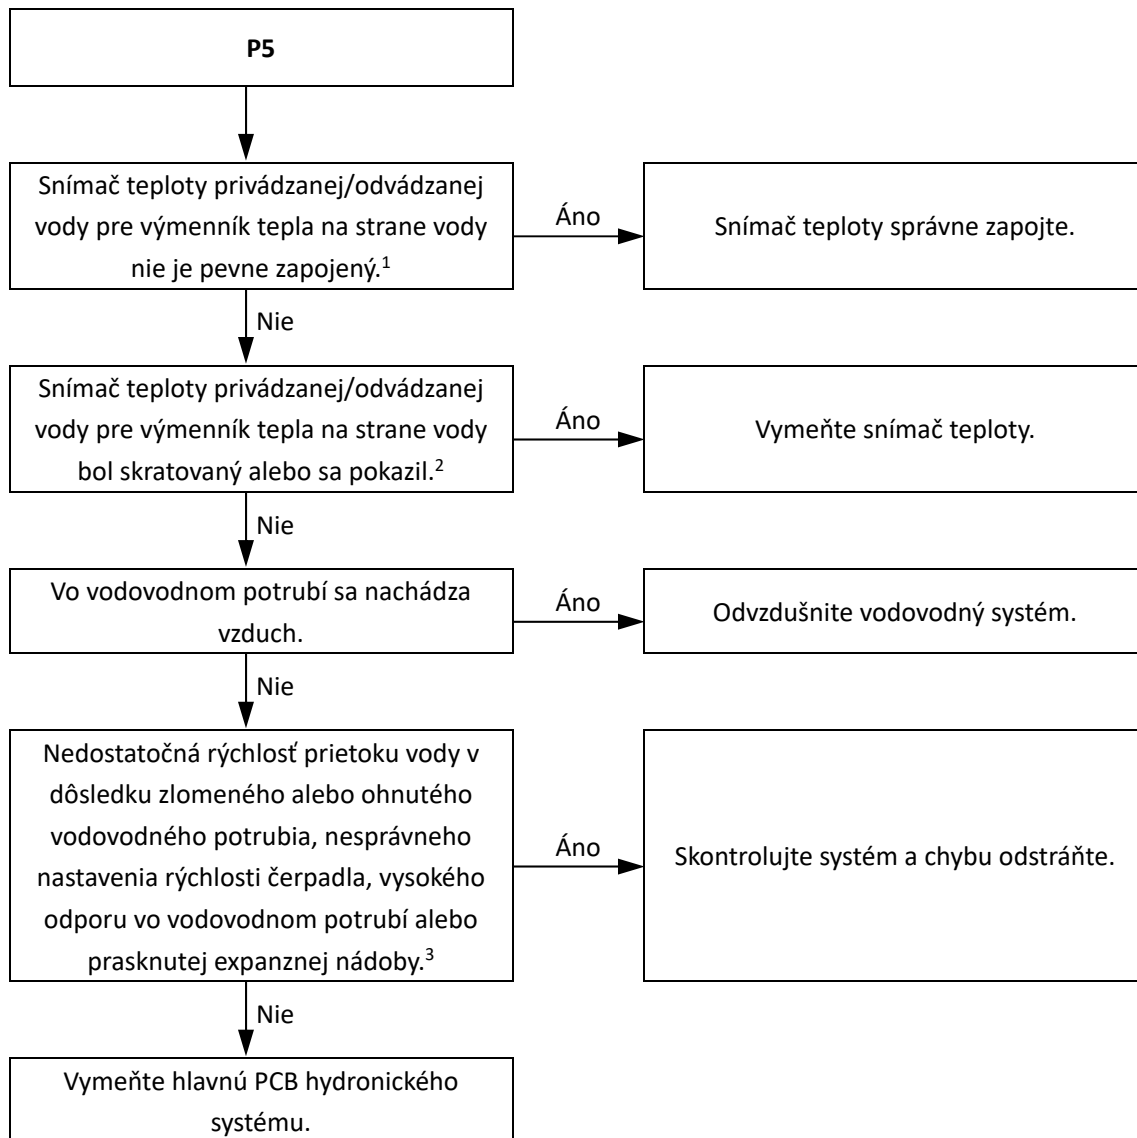 P5
Snímač teploty privádzanej/odvádzanej
vody pre výmenník tepla na strane vody
nie je pevne zapojený.¹
Áno
Snímač teploty správne zapojte.
Nie
Snímač teploty privádzanej/odvádzanej
vody pre výmenník tepla na strane vody
bol skratovaný alebo sa pokazil.²
Áno
Vymeňte snímač teploty.
Nie
Vo vodovodnom potrubí sa nachádza
vzduch.
Áno
Odvzdušnite vodovodný systém.
Nie
Nedostatočná rýchlosť prietoku vody v
dôsledku zlomeného alebo ohnutého
vodovodného potrubia, nesprávneho
nastavenia rýchlosti čerpadla, vysokého
odporu vo vodovodnom potrubí alebo
prasknutej expanznej nádoby.³
Áno
Skontrolujte systém a chybu odstráňte.
Nie
Vymeňte hlavnú PCB hydronického
systému.